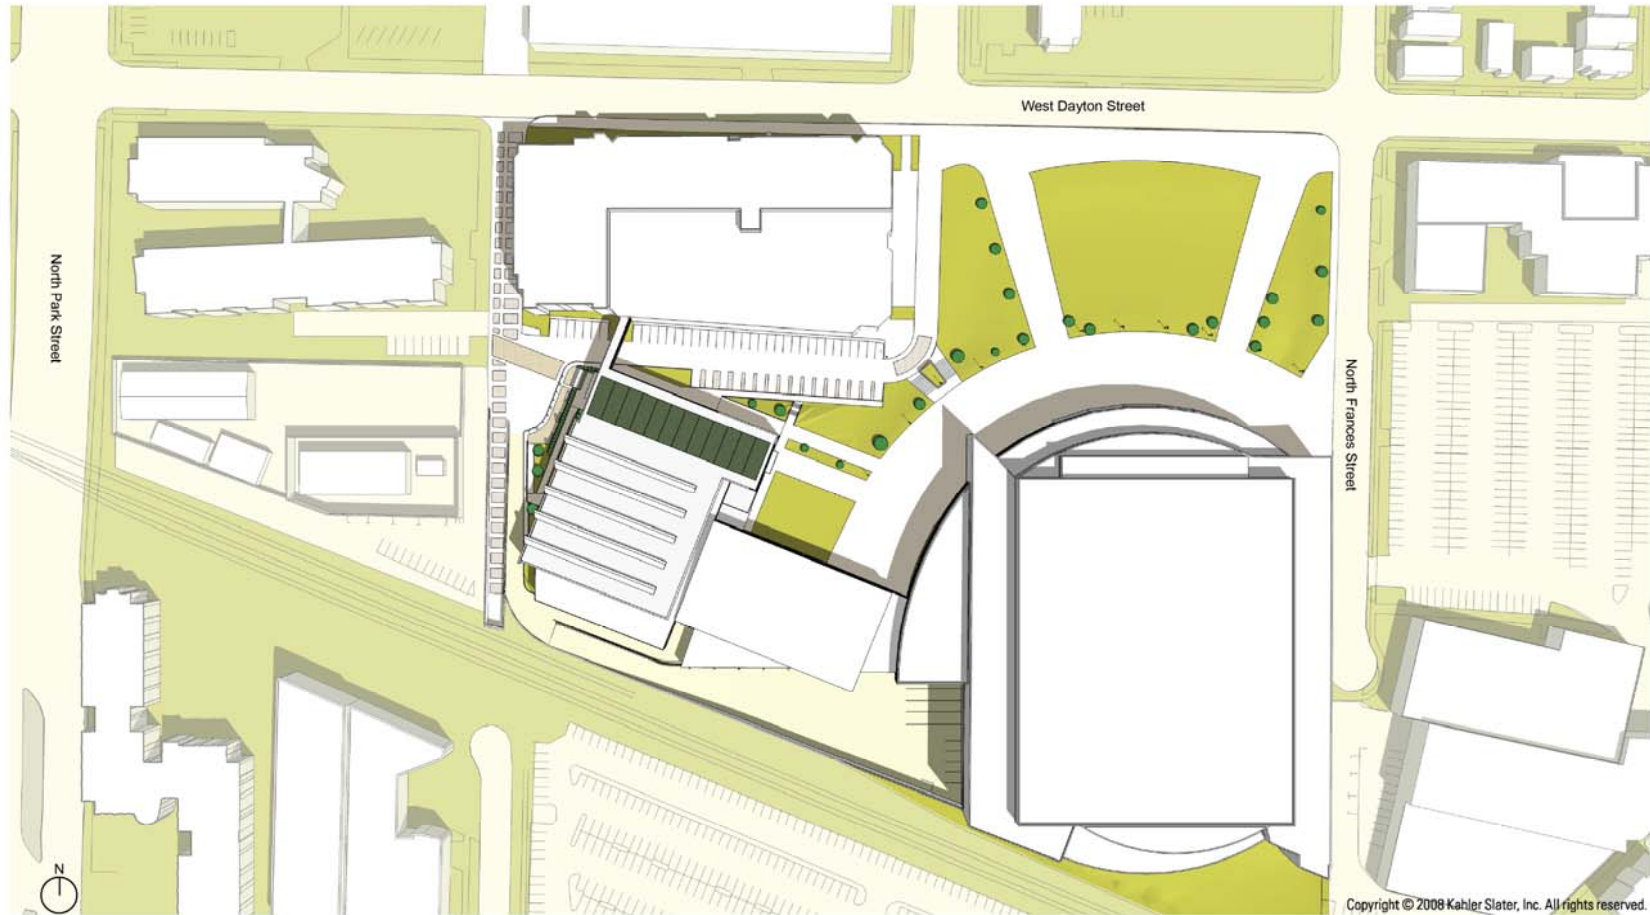 West Dayton Street
North Park Street
North Frances Street
N
Copyright © 2008 Kahler Slater, Inc. All rights reserved.